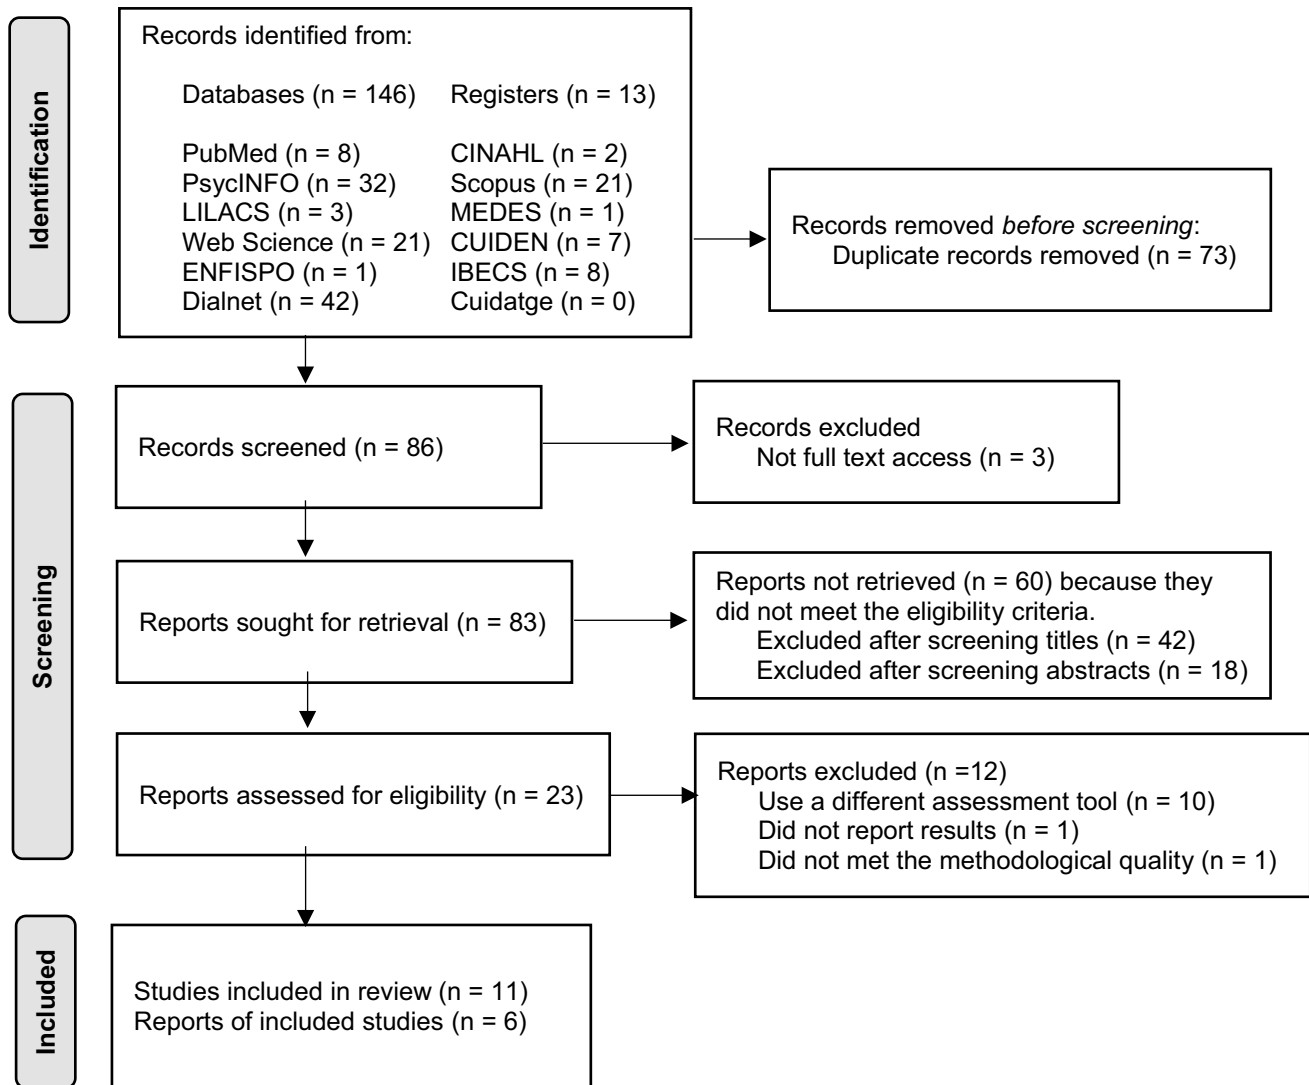 Identification
Records identified from:
Databases (n = 146) Registers (n = 13)
PubMed (n = 8) CINAHL (n = 2)
PsycINFO (n = 32) Scopus (n = 21)
LILACS (n = 3) MEDES (n = 1)
Web Science (n = 21) CUIDEN (n = 7)
ENFISPO (n = 1) IBECS (n = 8)
Dialnet (n = 42) Cuidatge (n = 0)
Records removed before screening:
Duplicate records removed (n = 73)
Screening
Records screened (n = 86)
Records excluded
Not full text access (n = 3)
Reports sought for retrieval (n = 83)
Reports not retrieved (n = 60) because they
did not meet the eligibility criteria.
Excluded after screening titles (n = 42)
Excluded after screening abstracts (n = 18)
Reports assessed for eligibility (n = 23)
Reports excluded (n =12)
Use a different assessment tool (n = 10)
Did not report results (n = 1)
Did not met the methodological quality (n = 1)
Included
Studies included in review (n = 11)
Reports of included studies (n = 6)